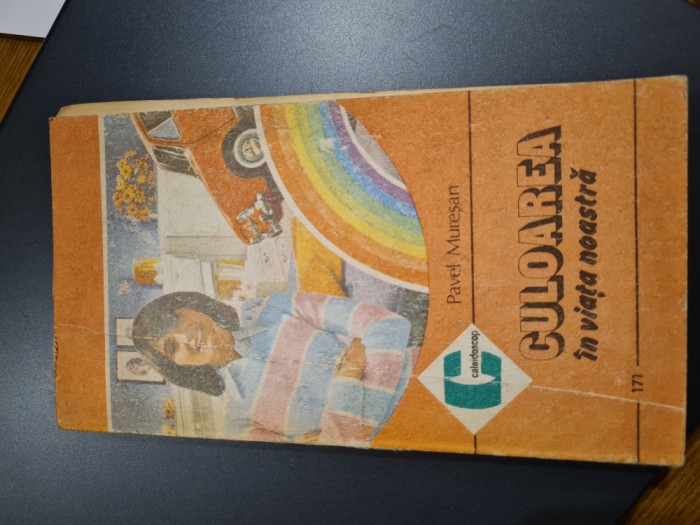 171
CULOAREA
în viața noastră
caleidoscop
Pavel Mureșan